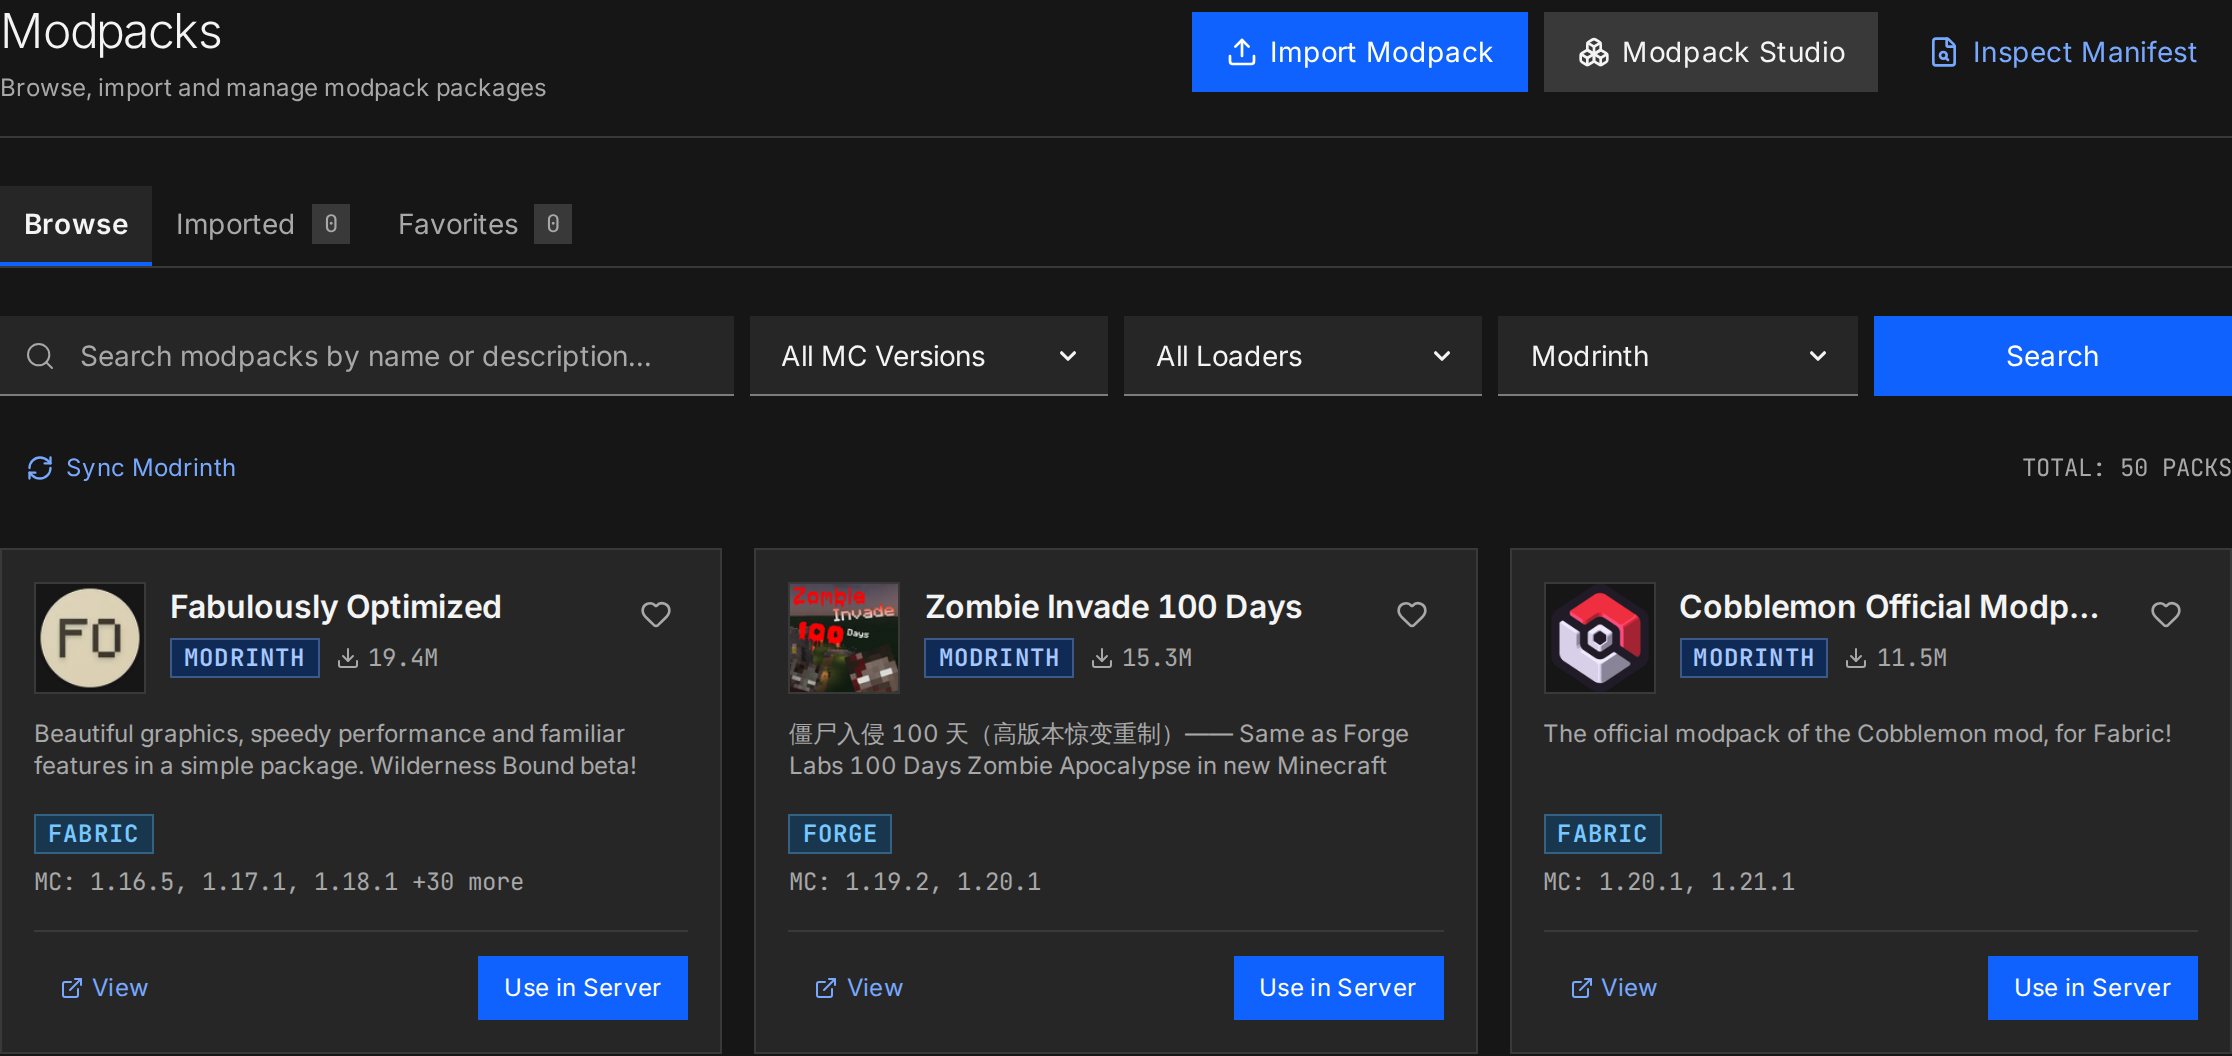 Modpacks
Browse, import and manage modpack packages
Import Modpack
Modpack Studio
Inspect Manifest
Browse
Imported 0
Favorites 0
Search modpacks by name or description...
All MC Versions
All Loaders
Modrinth
Search
Sync Modrinth
TOTAL: 50 PACKS
FO
Fabulously Optimized
MODRINTH 19.4M
Beautiful graphics, speedy performance and familiar
features in a simple package. Wilderness Bound beta!
FABRIC
MC: 1.16.5, 1.17.1, 1.18.1 +30 more
View
Use in Server
Zombie
Invade
100 Days
Zombie Invade 100 Days
MODRINTH 15.3M
僵尸入侵 100 天（高版本惊变重制）—— Same as Forge
Labs 100 Days Zombie Apocalypse in new Minecraft
FORGE
MC: 1.19.2, 1.20.1
View
Use in Server
Cobblemon Official Modp...
MODRINTH 11.5M
The official modpack of the Cobblemon mod, for Fabric!
FABRIC
MC: 1.20.1, 1.21.1
View
Use in Server